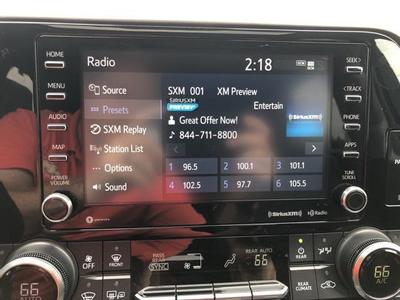 HOME
MENU
AUDIO
MAP
POWER
VOLUME
Radio
2:18
Source
Presets
SXM Replay
Station List
Options
Sound
SXM 001 XM Preview
SIRIUSXM
PREVIEW
Entertain
Great Offer Now!
844-711-8800
((SiriusXM))
1 96.5
2 100.1
3 101.1
4 102.5
5 97.7
6 105.5
((SiriusXM))
HD Radio
SEEK
TRACK
PHONE
APPS
TUNE
SCROLL
66
AUTO
OFF
FRONT
PASS
REAR
SYNC
REAR AUTO
66
REAR
REAR
CLIMATE
66
A/C